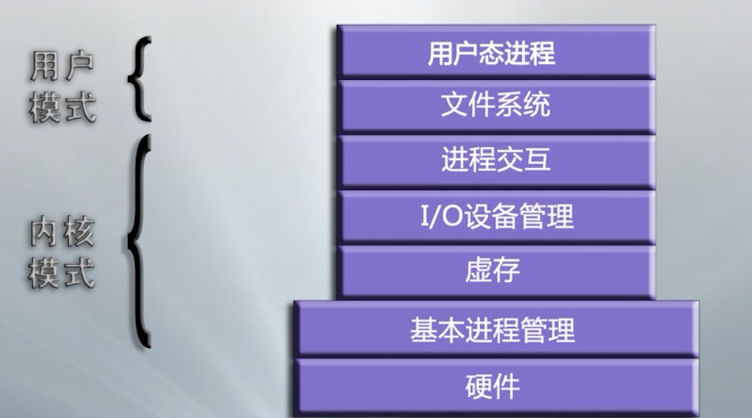 用户
模式
内核
模式
用户态进程
文件系统
进程交互
I/O设备管理
虚存
基本进程管理
硬件